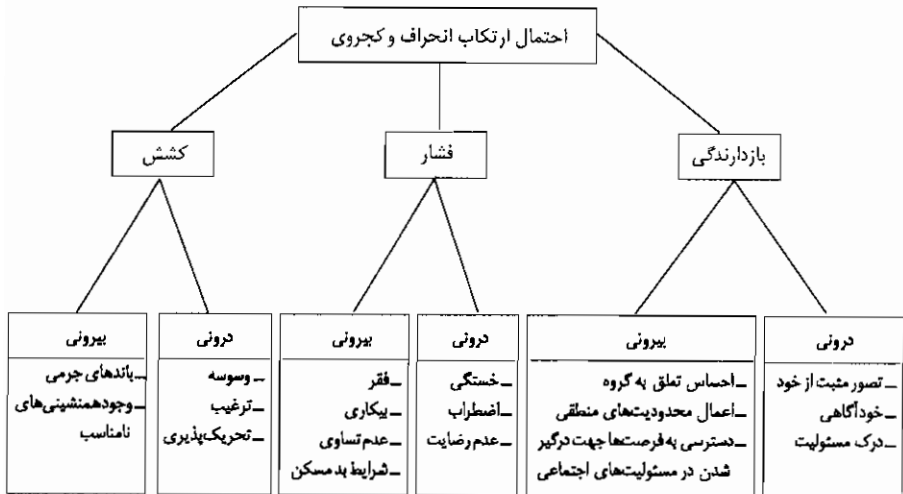 احتمال ارتکاب انحراف و کجروی
بازدارندگی
فشار
کشش
درونی
ـ تصور مثبت از خود
ـ خودآگاهی
ـ درک مسئولیت
بیرونی
ـ احساس تعلق به گروه
ـ اعمال محدودیت‌های منطقی
ـ دسترسی به فرصت‌ها جهت درگیر
شدن در مسئولیت‌های اجتماعی
درونی
ـ خستگی
ـ اضطراب
ـ عدم رضایت
بیرونی
ـ فقر
ـ بیکاری
ـ عدم تساوی
ـ شرایط بد مسکن
درونی
ـ وسوسه
ـ ترغیب
ـ تحریک‌پذیری
بیرونی
ـ باندهای جرمی
ـ وجود همنشینی‌های
نامناسب